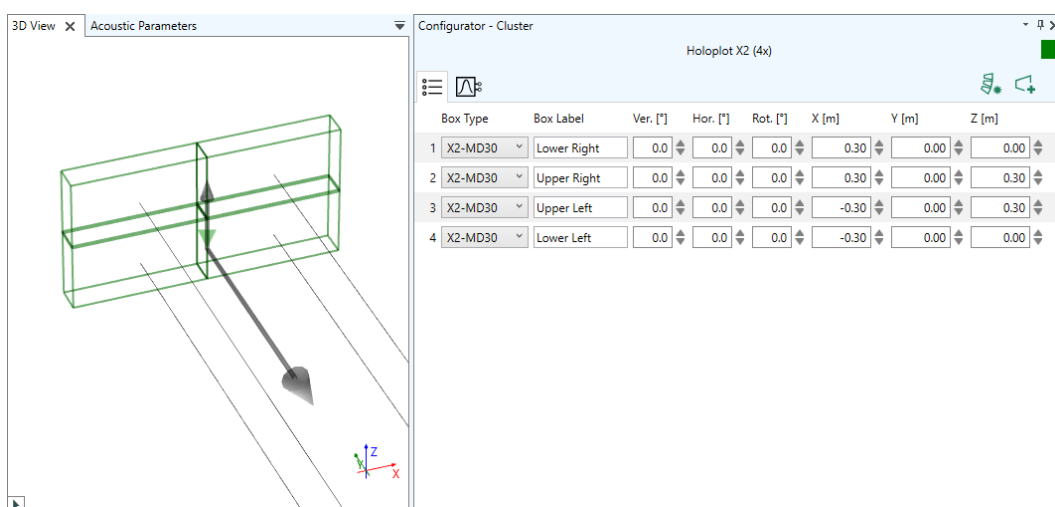 3D View Acoustic Parameters
Configurator - Cluster
Holoplot X2 (4x)
Box Type Box Label Ver. [°] Hor. [°] Rot. [°] X [m] Y [m] Z [m]
1 X2-MD30 Lower Right 0.0 0.0 0.0 0.30 0.00 0.00
2 X2-MD30 Upper Right 0.0 0.0 0.0 0.30 0.00 0.30
3 X2-MD30 Upper Left 0.0 0.0 0.0 -0.30 0.00 0.30
4 X2-MD30 Lower Left 0.0 0.0 0.0 -0.30 0.00 0.00
Z
Y
X